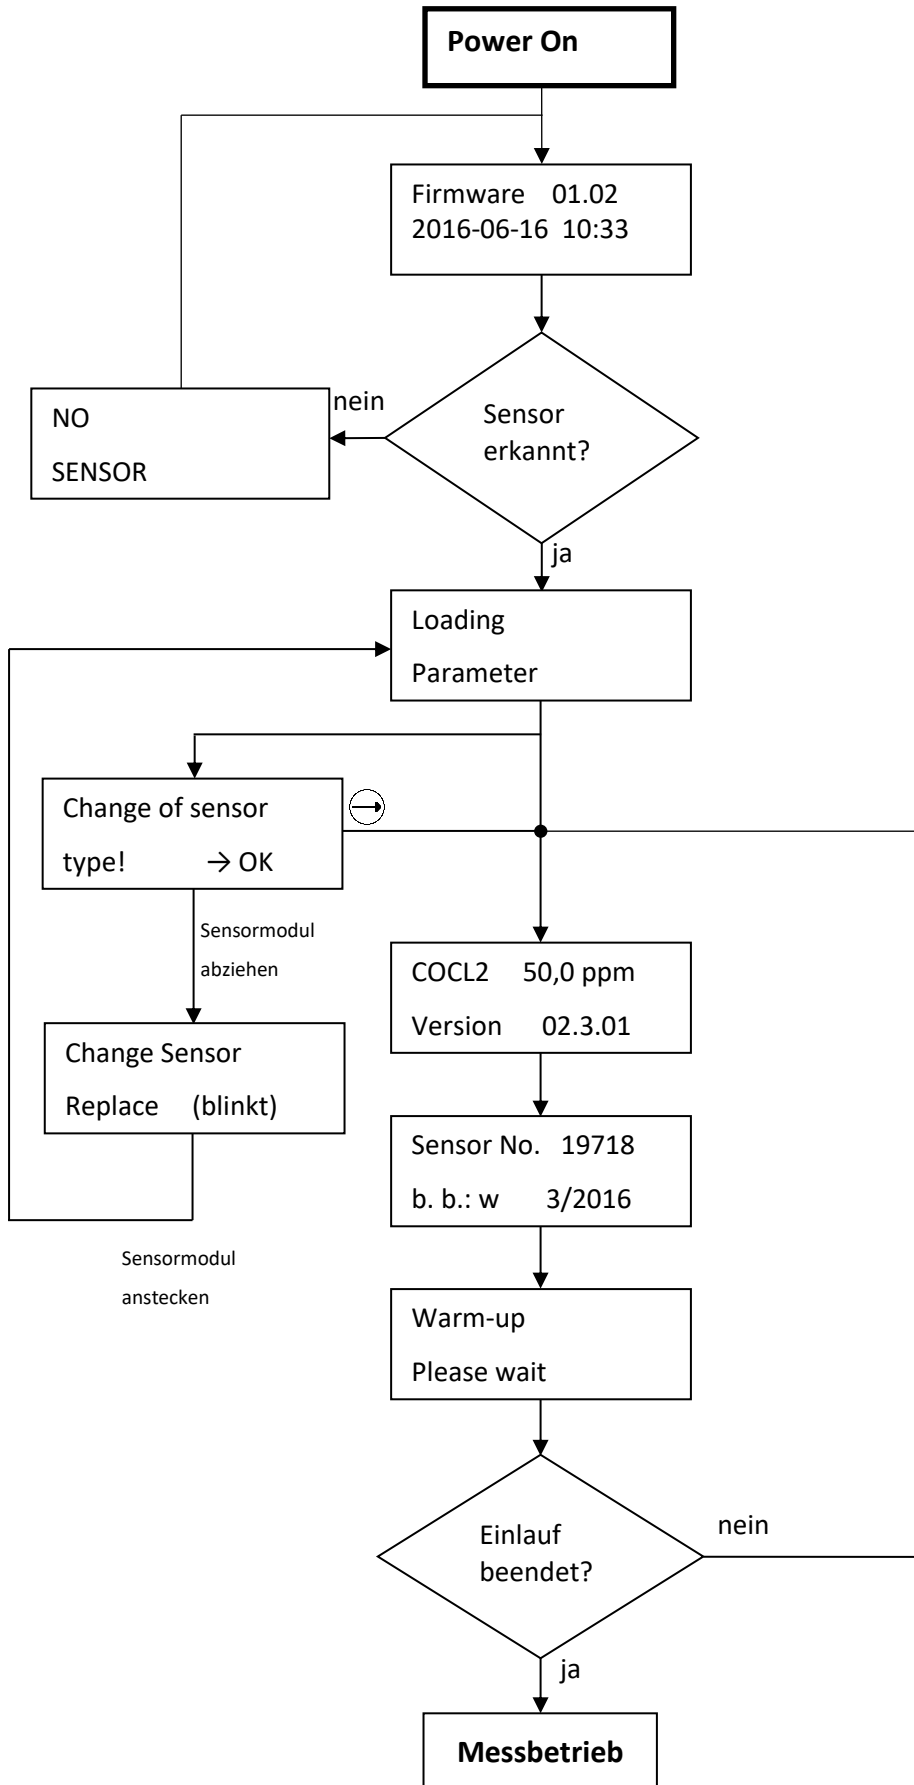 Power On
Firmware 01.02
2016-06-16 10:33
Sensor
erkannt?
nein
NO
SENSOR
ja
Loading
Parameter
Change of sensor
type! → OK
→
Sensormodul
abziehen
Change Sensor
Replace (blinkt)
Sensormodul
anstecken
COCL2 50,0 ppm
Version 02.3.01
Sensor No. 19718
b. b.: w 3/2016
Warm-up
Please wait
Einlauf
beendet?
nein
ja
Messbetrieb